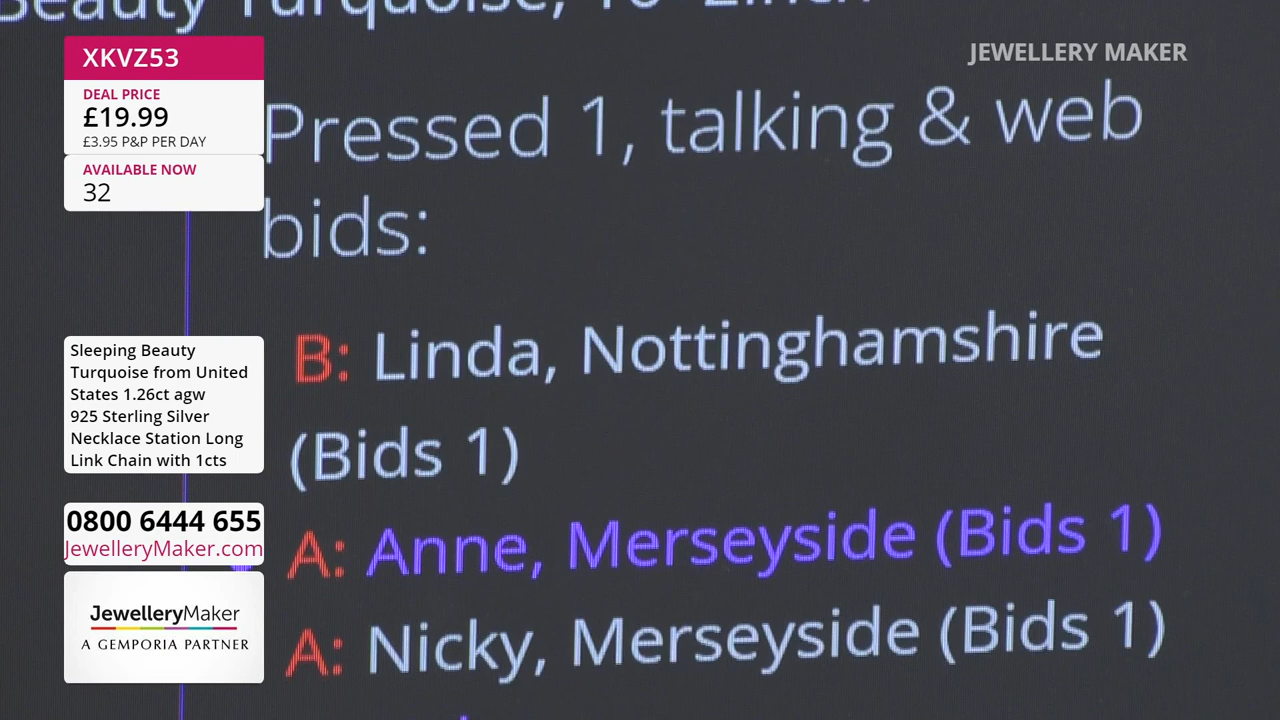 Beauty Turquoise,
XKVZ53
DEAL PRICE
£19.99
£3.95 P&P PER DAY
AVAILABLE NOW
32
JEWELLERY MAKER
Pressed 1, talking & web
bids:
B: Linda, Nottinghamshire
(Bids 1)
A: Anne, Merseyside (Bids 1)
A: Nicky, Merseyside (Bids 1)
Sleeping Beauty
Turquoise from United
States 1.26ct agw
925 Sterling Silver
Necklace Station Long
Link Chain with 1cts
0800 6444 655
JewelleryMaker.com
JewelleryMaker
A GEMPORIA PARTNER